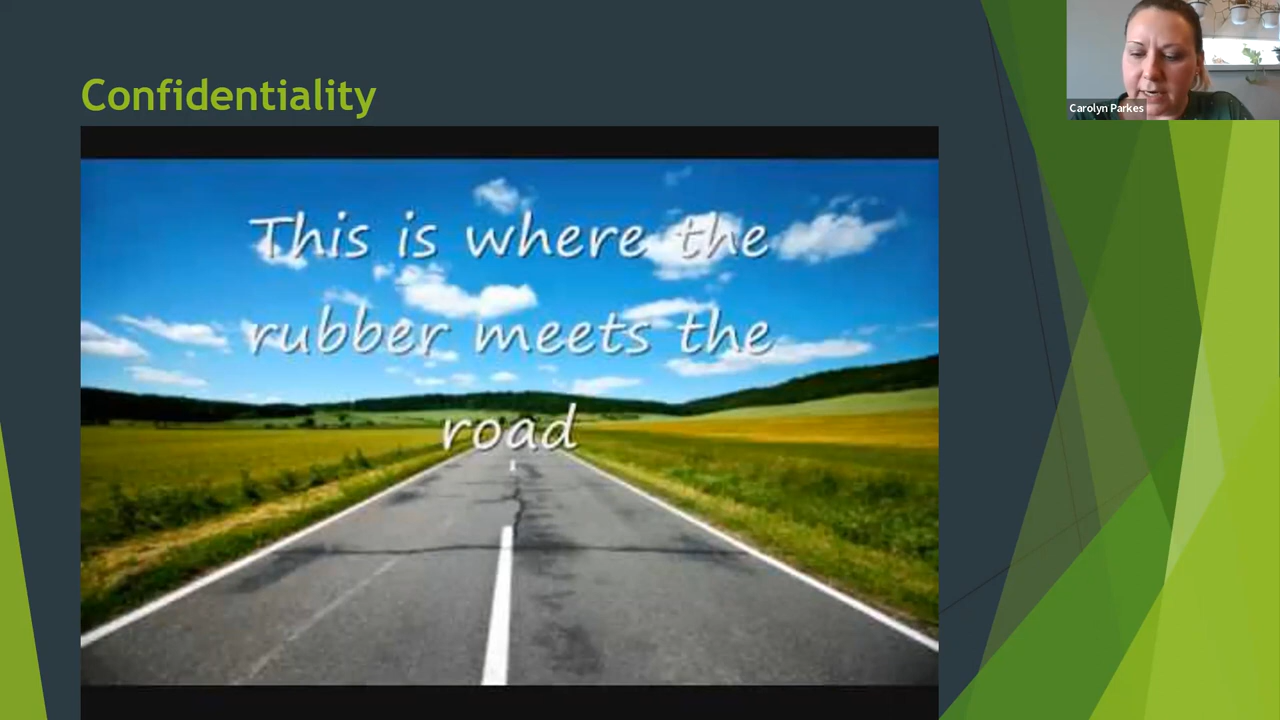 Confidentiality
Carolyn Parkes
This is where the
rubber meets the
road